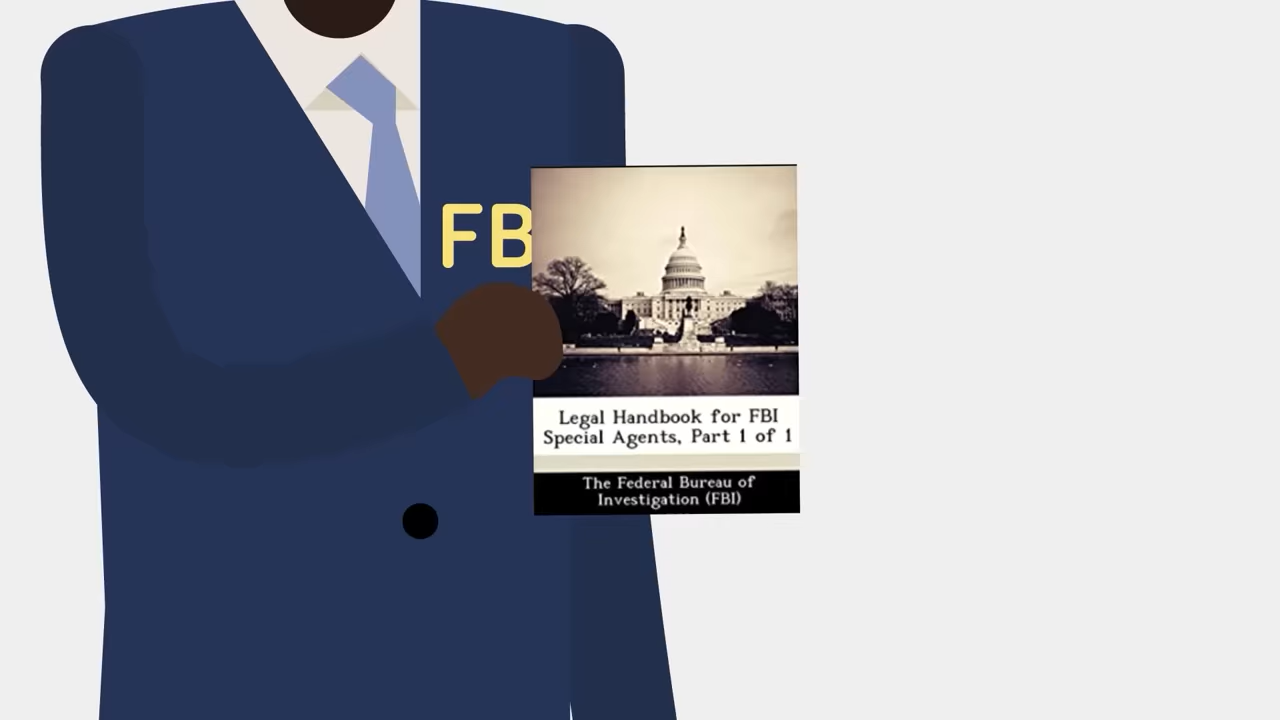 FB
Legal Handbook for FBI
Special Agents, Part 1 of 1
The Federal Bureau of
Investigation (FBI)